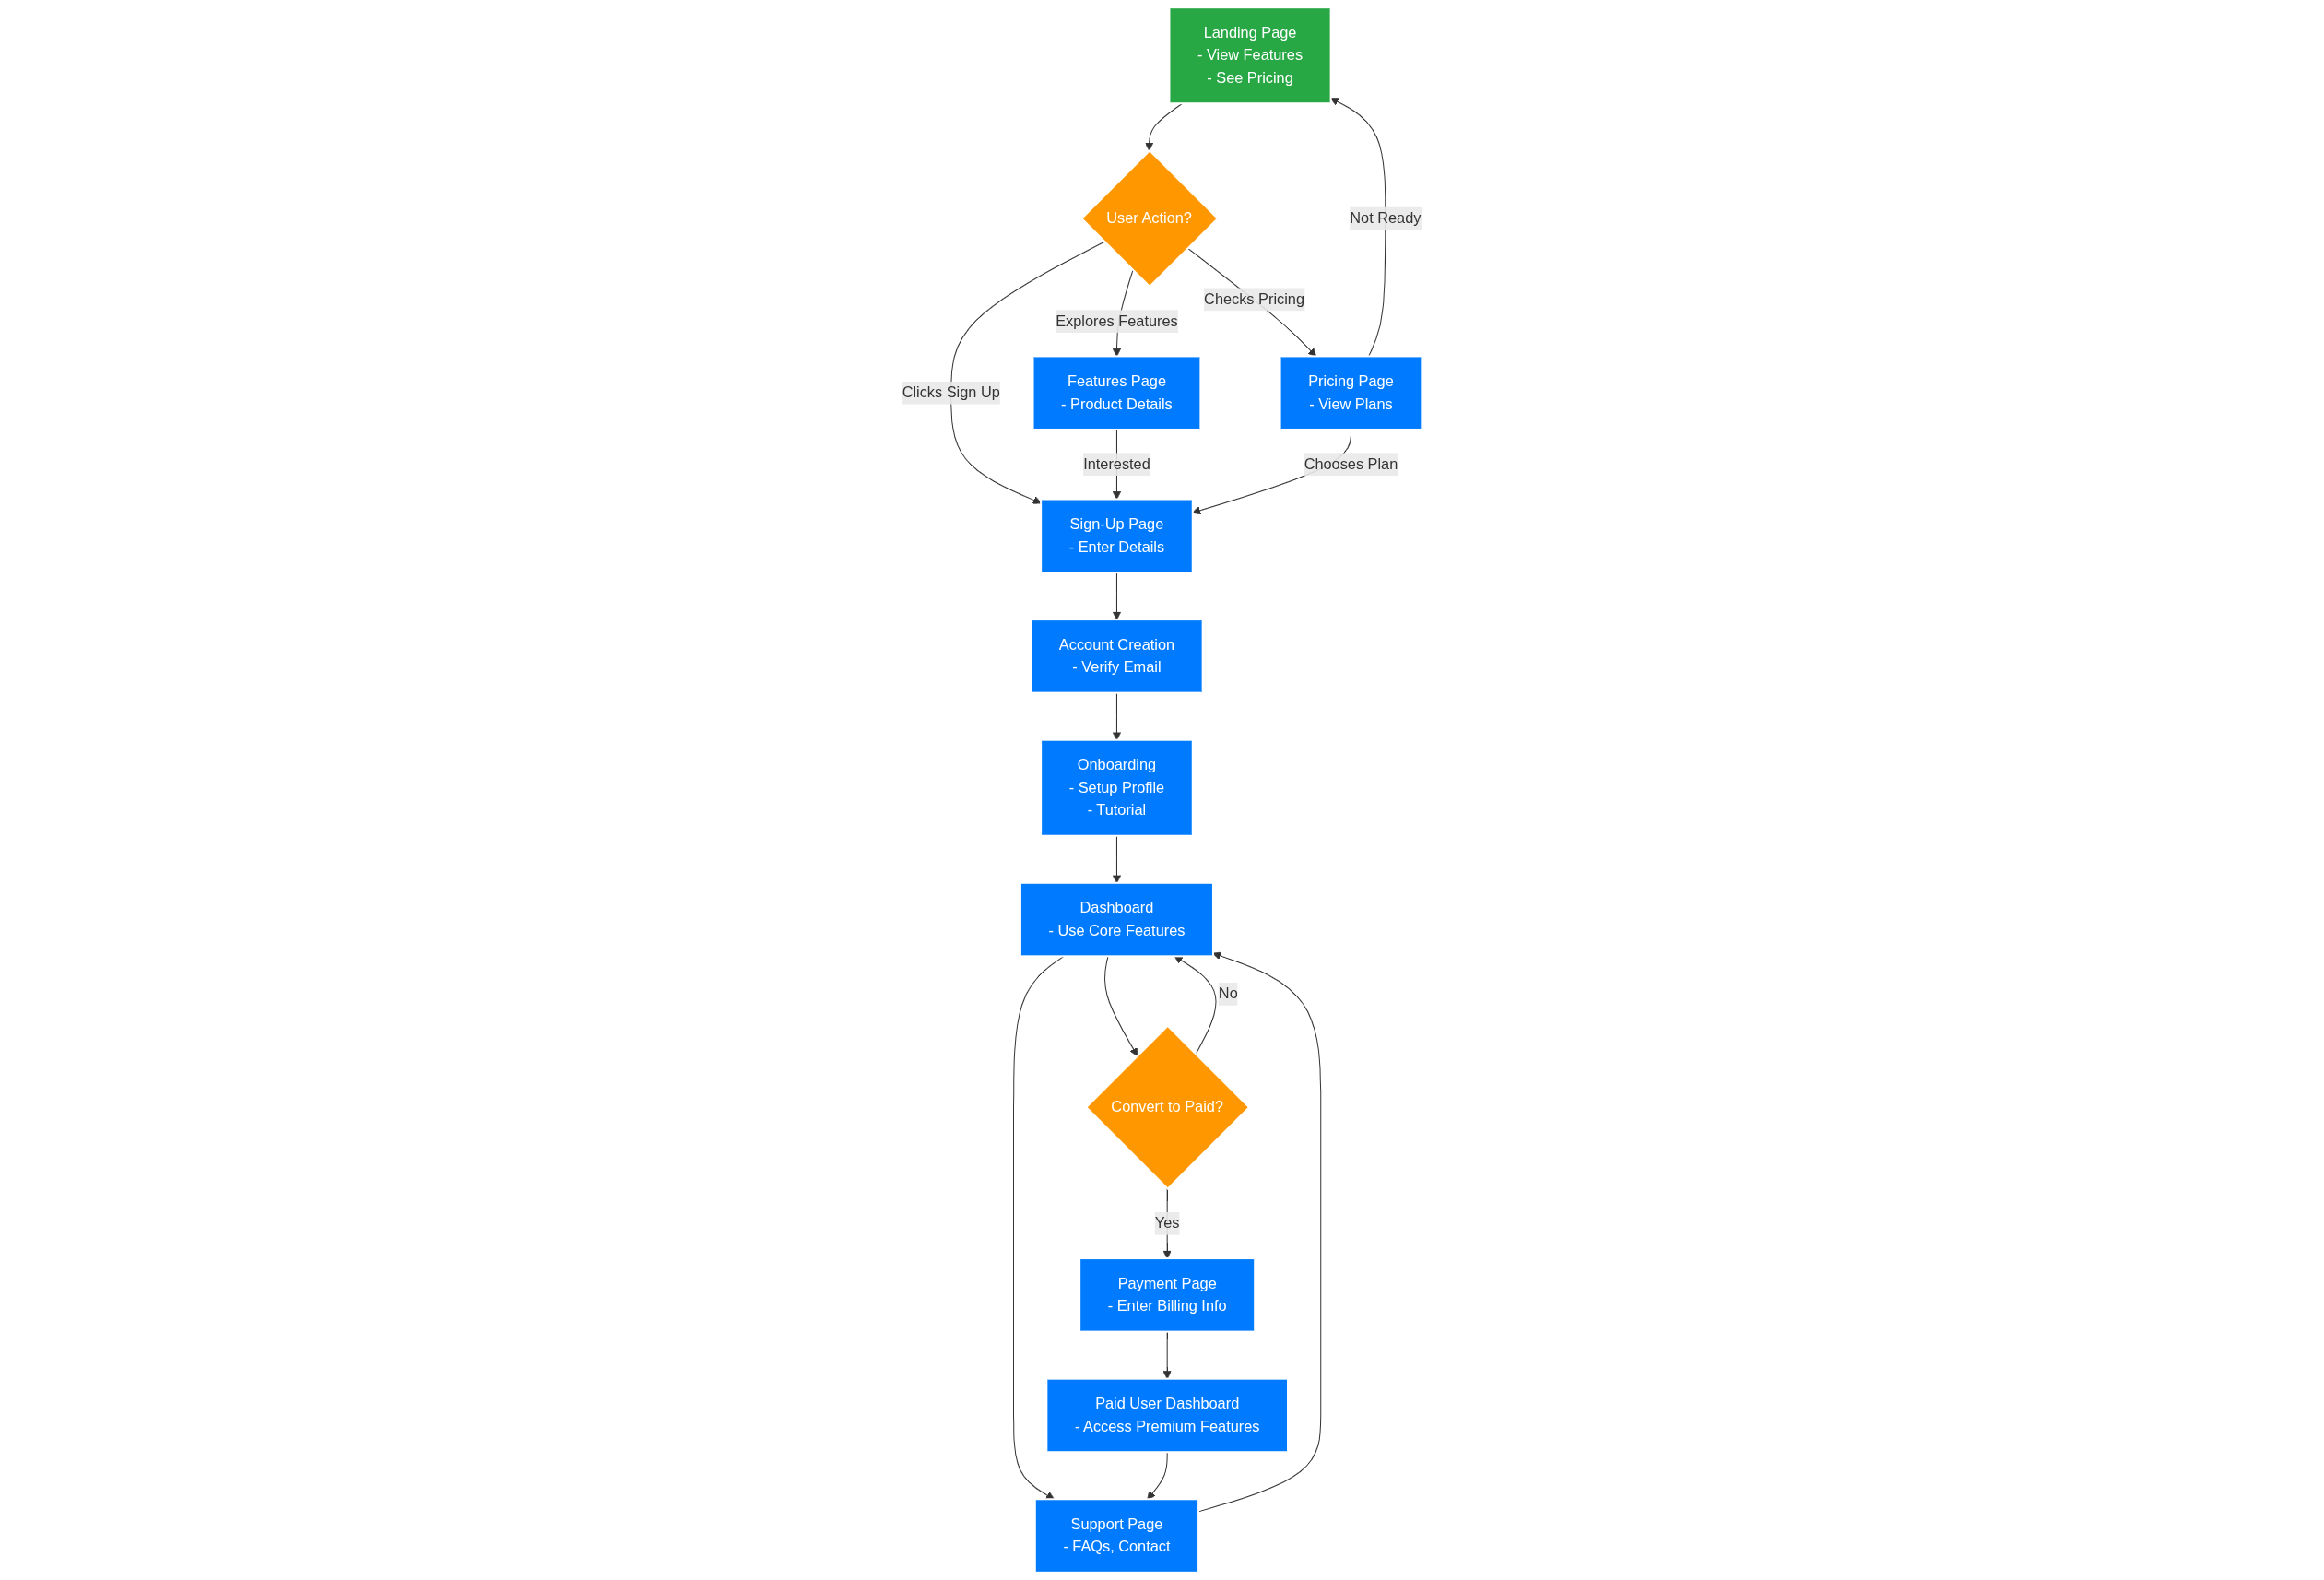 Landing Page
- View Features
- See Pricing
User Action?
Not Ready
Checks Pricing
Explores Features
Clicks Sign Up
Features Page
- Product Details
Pricing Page
- View Plans
Interested
Chooses Plan
Sign-Up Page
- Enter Details
Account Creation
- Verify Email
Onboarding
- Setup Profile
- Tutorial
Dashboard
- Use Core Features
No
Convert to Paid?
Yes
Payment Page
- Enter Billing Info
Paid User Dashboard
- Access Premium Features
Support Page
- FAQs, Contact